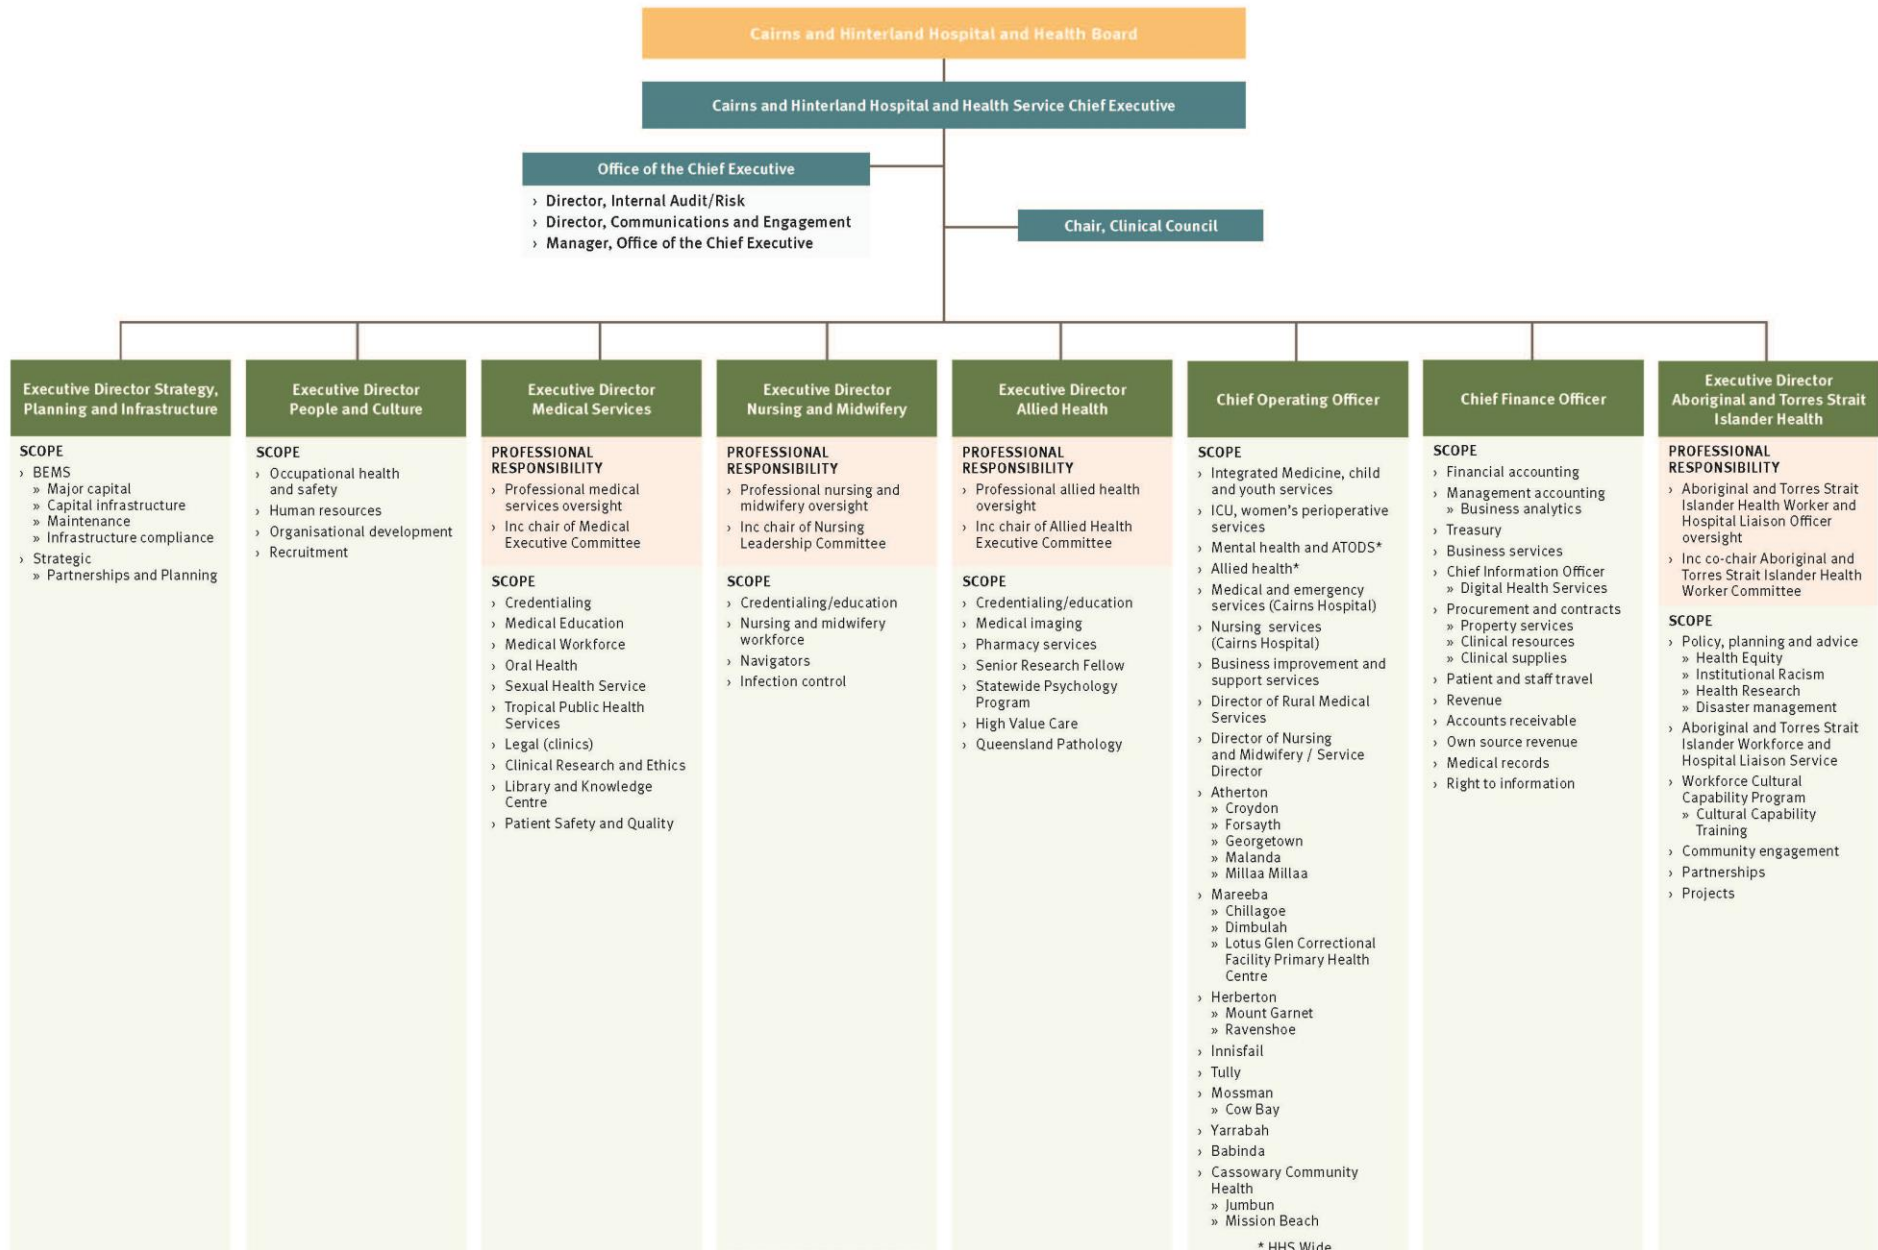 Cairns and Hinterland Hospital and Health Board
Cairns and Hinterland Hospital and Health Service Chief Executive
Office of the Chief Executive
› Director, Internal Audit/Risk
› Director, Communications and Engagement
› Manager, Office of the Chief Executive
Chair, Clinical Council
Executive Director Strategy,
Planning and Infrastructure
SCOPE
› BEMS
» Major capital
» Capital infrastructure
» Maintenance
» Infrastructure compliance
› Strategic
» Partnerships and Planning
Executive Director
People and Culture
SCOPE
› Occupational health
and safety
› Human resources
› Organisational development
› Recruitment
Executive Director
Medical Services
PROFESSIONAL
RESPONSIBILITY
› Professional medical
services oversight
› Inc chair of Medical
Executive Committee
SCOPE
› Credentialing
› Medical Education
› Medical Workforce
› Oral Health
› Sexual Health Service
› Tropical Public Health
Services
› Legal (clinics)
› Clinical Research and Ethics
› Library and Knowledge
Centre
› Patient Safety and Quality
Executive Director
Nursing and Midwifery
PROFESSIONAL
RESPONSIBILITY
› Professional nursing and
midwifery oversight
› Inc chair of Nursing
Leadership Committee
SCOPE
› Credentialing/education
› Nursing and midwifery
workforce
› Navigators
› Infection control
Executive Director
Allied Health
PROFESSIONAL
RESPONSIBILITY
› Professional allied health
oversight
› Inc chair of Allied Health
Executive Committee
SCOPE
› Credentialing/education
› Medical imaging
› Pharmacy services
› Senior Research Fellow
› Statewide Psychology
Program
› High Value Care
› Queensland Pathology
Chief Operating Officer
SCOPE
› Integrated Medicine, child
and youth services
› ICU, women's perioperative
services
› Mental health and ATODS*
› Allied health*
› Medical and emergency
services (Cairns Hospital)
› Nursing services
(Cairns Hospital)
› Business improvement and
support services
› Director of Rural Medical
Services
› Director of Nursing
and Midwifery / Service
Director
› Atherton
» Croydon
» Forsayth
» Georgetown
» Malanda
» Millaa Millaa
› Mareeba
» Chillagoe
» Dimbulah
» Lotus Glen Correctional
Facility Primary Health
Centre
› Herberton
» Mount Garnet
» Ravenshoe
› Innisfail
› Tully
› Mossman
» Cow Bay
› Yarrabah
› Babinda
› Cassowary Community
Health
» Jumbun
» Mission Beach
* HHS Wide
Chief Finance Officer
SCOPE
› Financial accounting
› Management accounting
» Business analytics
› Treasury
› Business services
› Chief Information Officer
» Digital Health Services
› Procurement and contracts
» Property services
» Clinical resources
» Clinical supplies
› Patient and staff travel
› Revenue
› Accounts receivable
› Own source revenue
› Medical records
› Right to information
Executive Director
Aboriginal and Torres Strait
Islander Health
PROFESSIONAL
RESPONSIBILITY
› Aboriginal and Torres Strait
Islander Health Worker and
Hospital Liaison Officer
oversight
› Inc co-chair Aboriginal and
Torres Strait Islander Health
Worker Committee
SCOPE
› Policy, planning and advice
» Health Equity
» Institutional Racism
» Health Research
» Disaster management
› Aboriginal and Torres Strait
Islander Workforce and
Hospital Liaison Service
› Workforce Cultural
Capability Program
» Cultural Capability
Training
› Community engagement
› Partnerships
› Projects